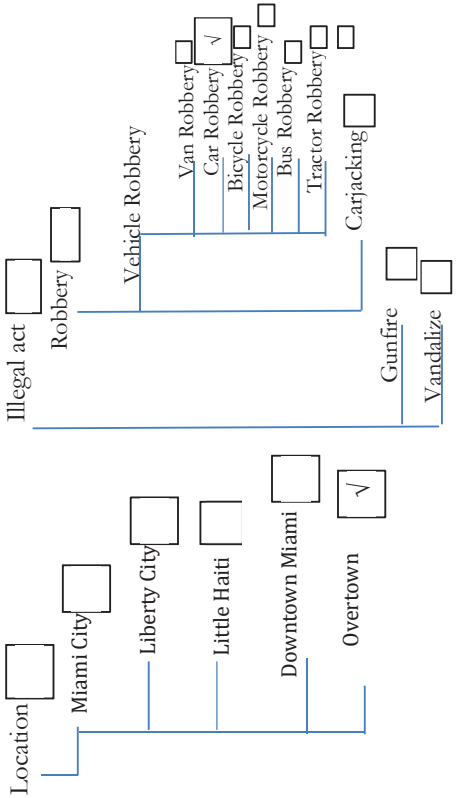 Location
Miami City
Liberty City
Little Haiti
Downtown Miami
Overtown
√
Illegal act
Robbery
Vehicle Robbery
Van Robbery
Car Robbery
√
Bicycle Robbery
Motorcycle Robbery
Bus Robbery
Tractor Robbery
Carjacking
Gunfire
Vandalize